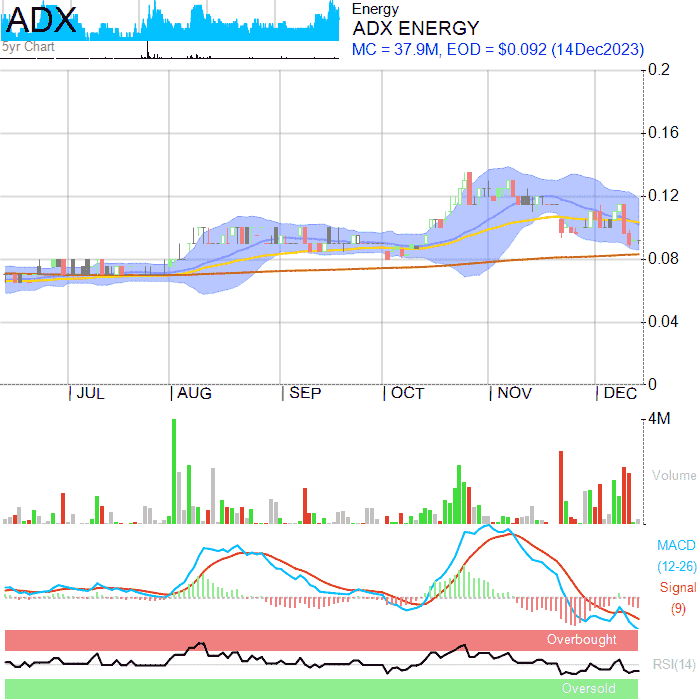 ADX
Energy
ADX ENERGY
5yr Chart
MC = 37.9M, EOD = $0.092 (14Dec2023)
0.2
0.16
0.12
0.08
0.04
0
JUL AUG SEP OCT NOV DEC
4M
Volume
MACD
(12-26)
Signal
(9)
Overbought
RSI(14)
Oversold